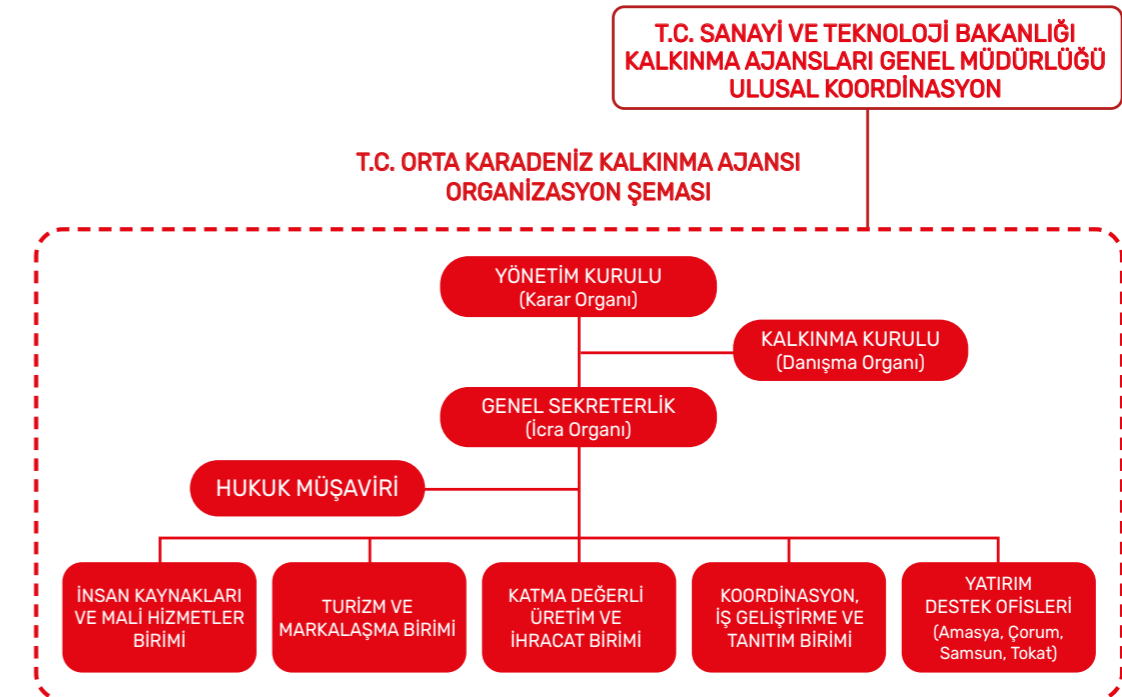 T.C. SANAYİ VE TEKNOLOJİ BAKANLIĞI
KALKINMA AJANSLARI GENEL MÜDÜRLÜĞÜ
ULUSAL KOORDİNASYON
T.C. ORTA KARADENİZ KALKINMA AJANSI
ORGANİZASYON ŞEMASI
YÖNETİM KURULU
(Karar Organı)
KALKINMA KURULU
(Danışma Organı)
GENEL SEKRETERLİK
(İcra Organı)
HUKUK MÜŞAVİRİ
İNSAN KAYNAKLARI
VE MALİ HİZMETLER
BİRİMİ
TURİZM VE
MARKALAŞMA BİRİMİ
KATMA DEĞERLİ
ÜRETİM VE
İHRACAT BİRİMİ
KOORDİNASYON,
İŞ GELİŞTİRME VE
TANITIM BİRİMİ
YATIRIM
DESTEK OFİSLERİ
(Amasya, Çorum,
Samsun, Tokat)